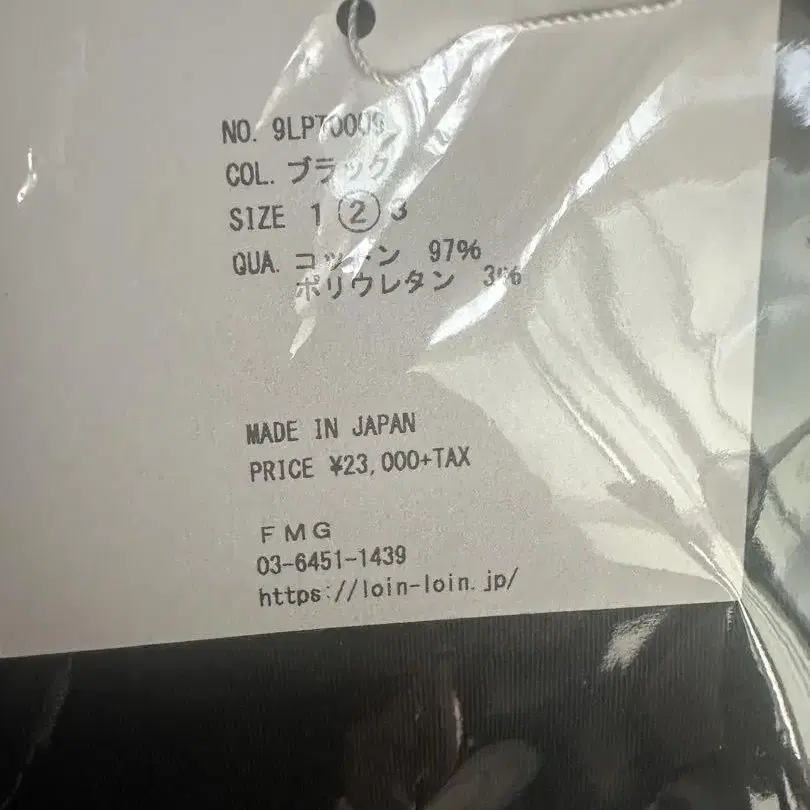 NO. 9LPT0009
COL. ブラック
SIZE 1 2 3
QUA. コットン 97%
ポリウレタン 3%
MADE IN JAPAN
PRICE ¥23,000+TAX
FMG
03-6451-1439
https://loin-loin.jp/